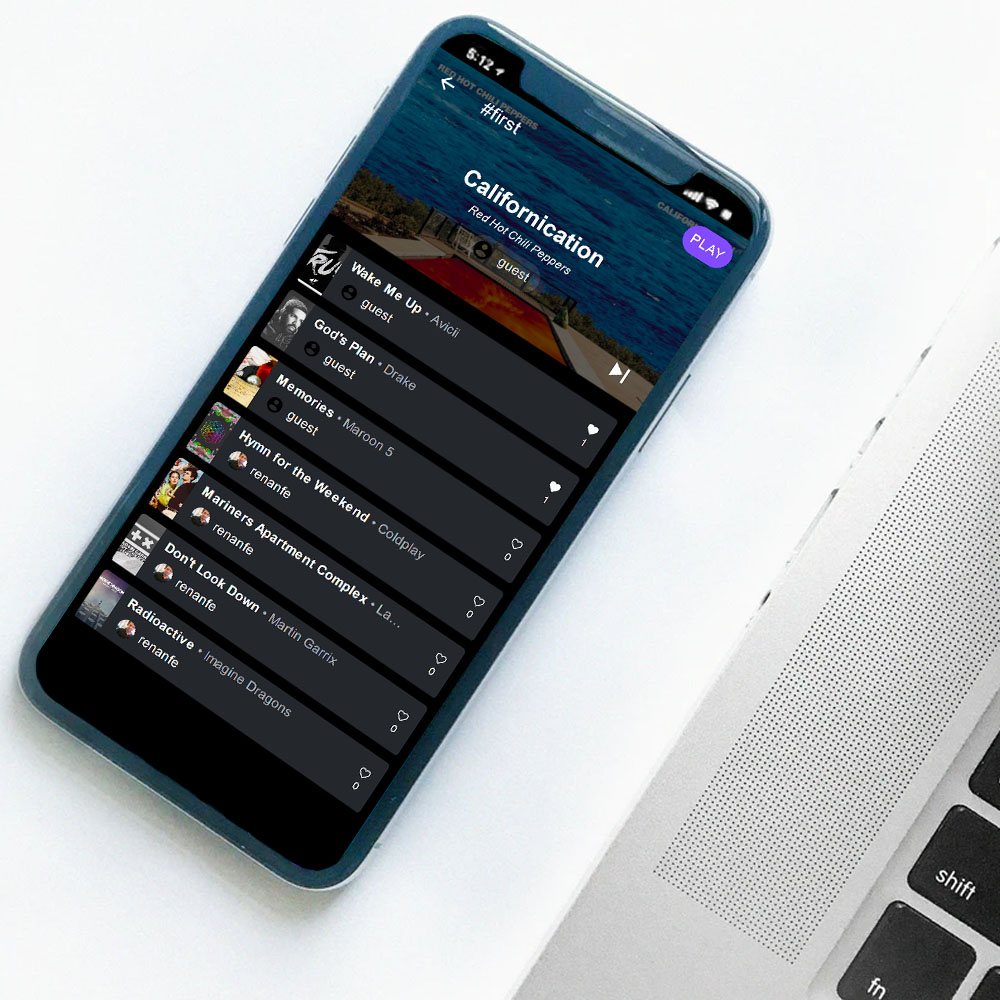 5:12
RED HOT CHILI PEPPERS
#first
CALIFOR
Californication
Red Hot Chili Peppers
guest
PLAY
Wake Me Up • Avicii
guest
1
God's Plan • Drake
guest
1
Memories • Maroon 5
guest
0
Hymn for the Weekend • Coldplay
renanfe
0
Mariners Apartment Complex • La...
renanfe
0
Don't Look Down • Martin Garrix
renanfe
0
Radioactive • Imagine Dragons
renanfe
0
shift
fn